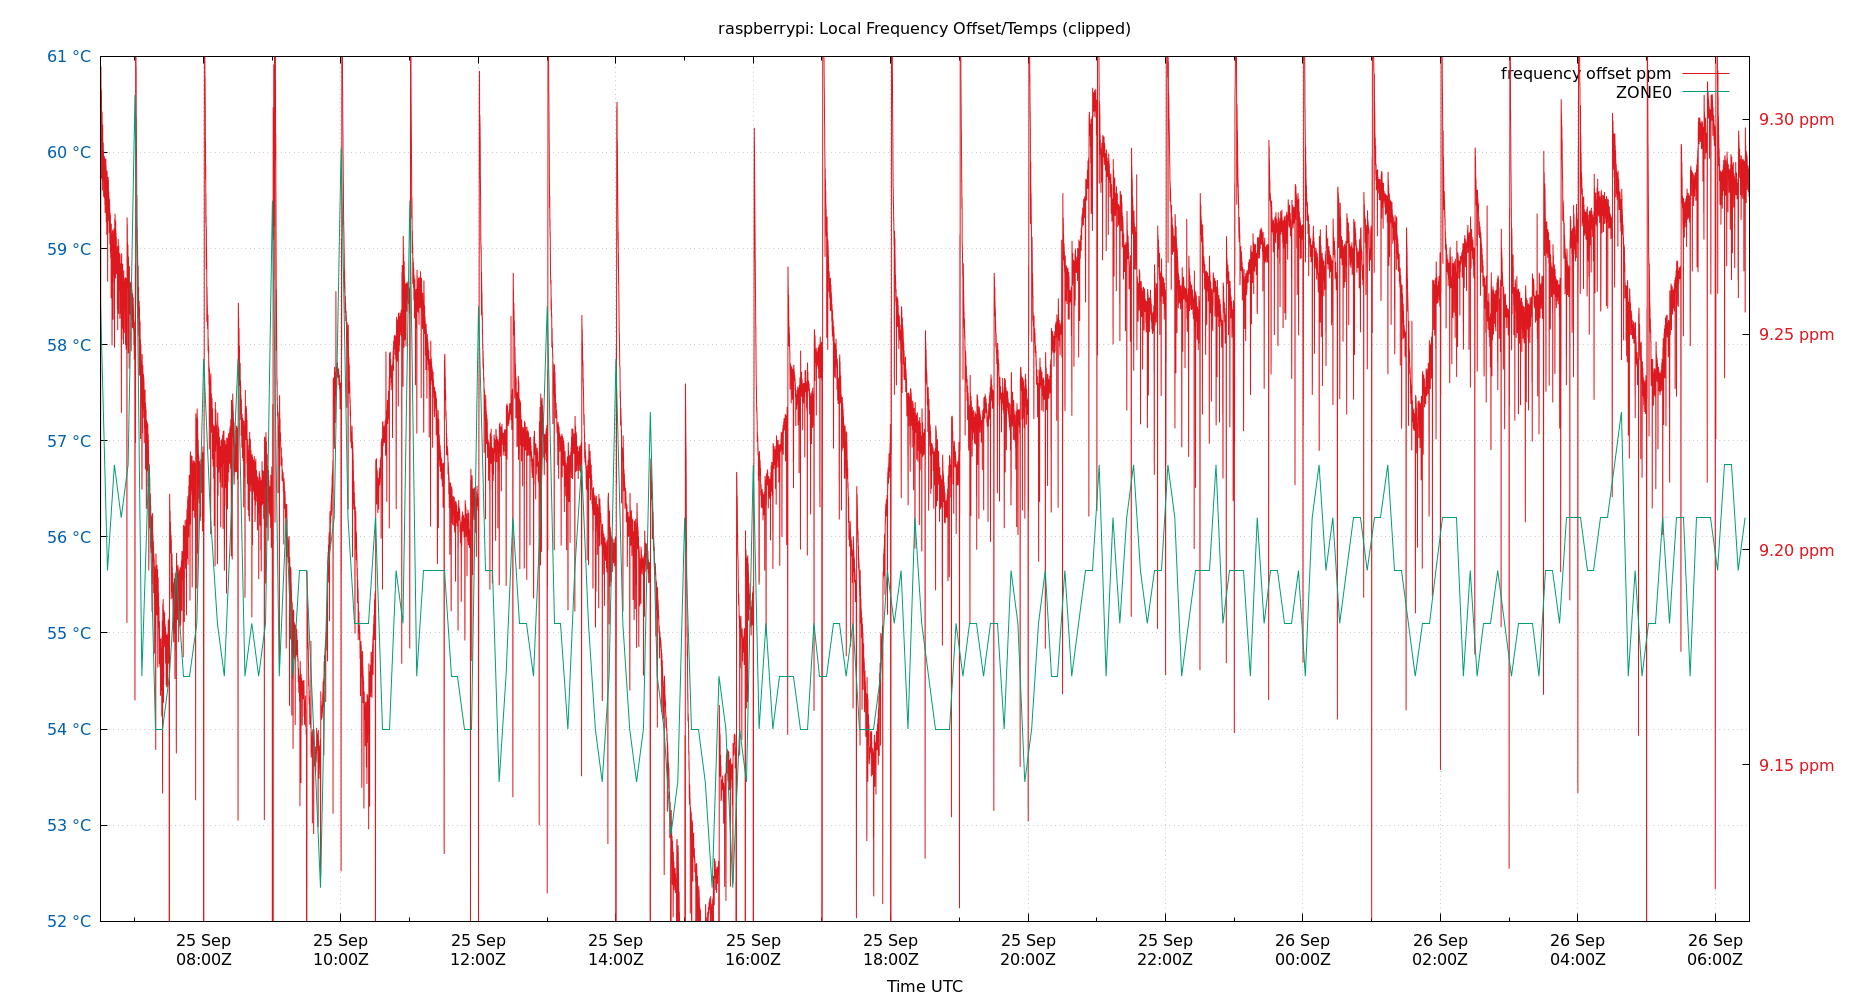 raspberrypi: Local Frequency Offset/Temps (clipped)
61 °C
60 °C
59 °C
58 °C
57 °C
56 °C
55 °C
54 °C
53 °C
52 °C
frequency offset ppm
ZONE0
9.30 ppm
9.25 ppm
9.20 ppm
9.15 ppm
25 Sep
08:00Z
25 Sep
10:00Z
25 Sep
12:00Z
25 Sep
14:00Z
25 Sep
16:00Z
25 Sep
18:00Z
25 Sep
20:00Z
25 Sep
22:00Z
26 Sep
00:00Z
26 Sep
02:00Z
26 Sep
04:00Z
26 Sep
06:00Z
Time UTC